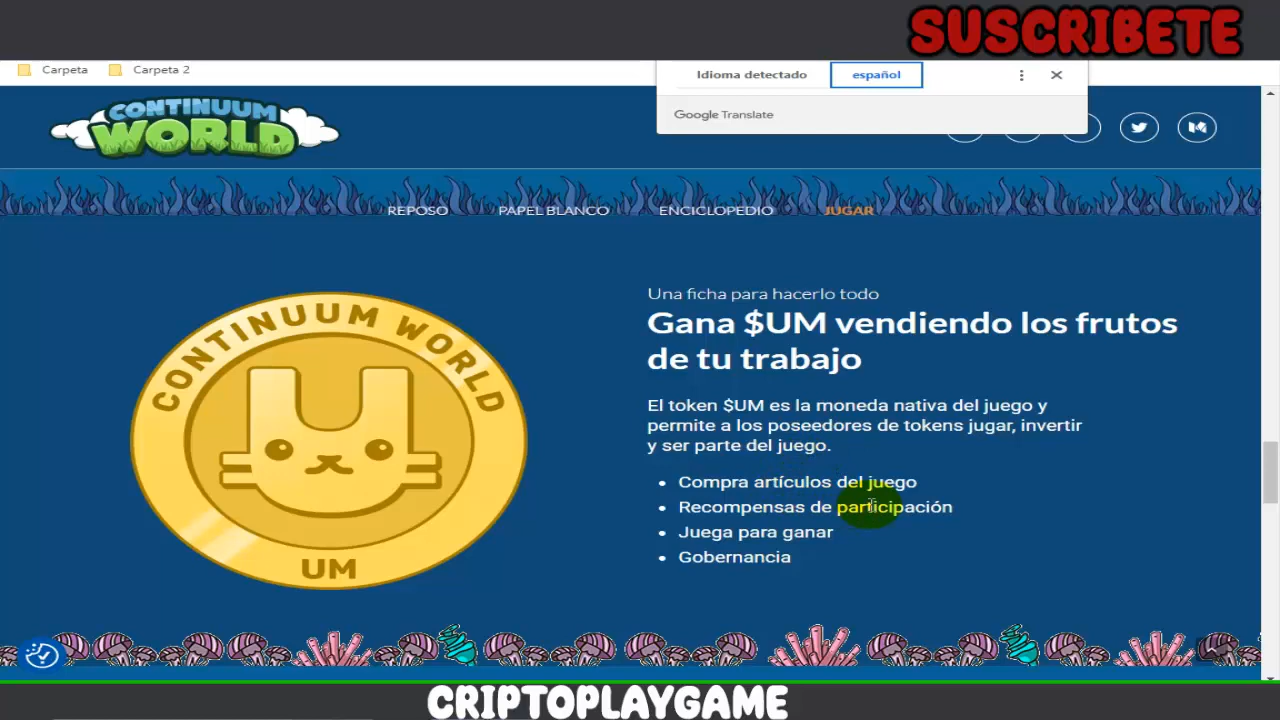 SUSCRIBETE
Carpeta Carpeta 2
Idioma detectado español
Google Translate
CONTINUUM
WORLD
REPOSO PAPEL BLANCO ENCICLOPEDIO JUGAR
CONTINUUM WORLD
UM
Una ficha para hacerlo todo
Gana $UM vendiendo los frutos
de tu trabajo
El token $UM es la moneda nativa del juego y
permite a los poseedores de tokens jugar, invertir
y ser parte del juego.
• Compra artículos del juego
• Recompensas de participación
• Juega para ganar
• Gobernancia
CRIPTOPLAYGAME